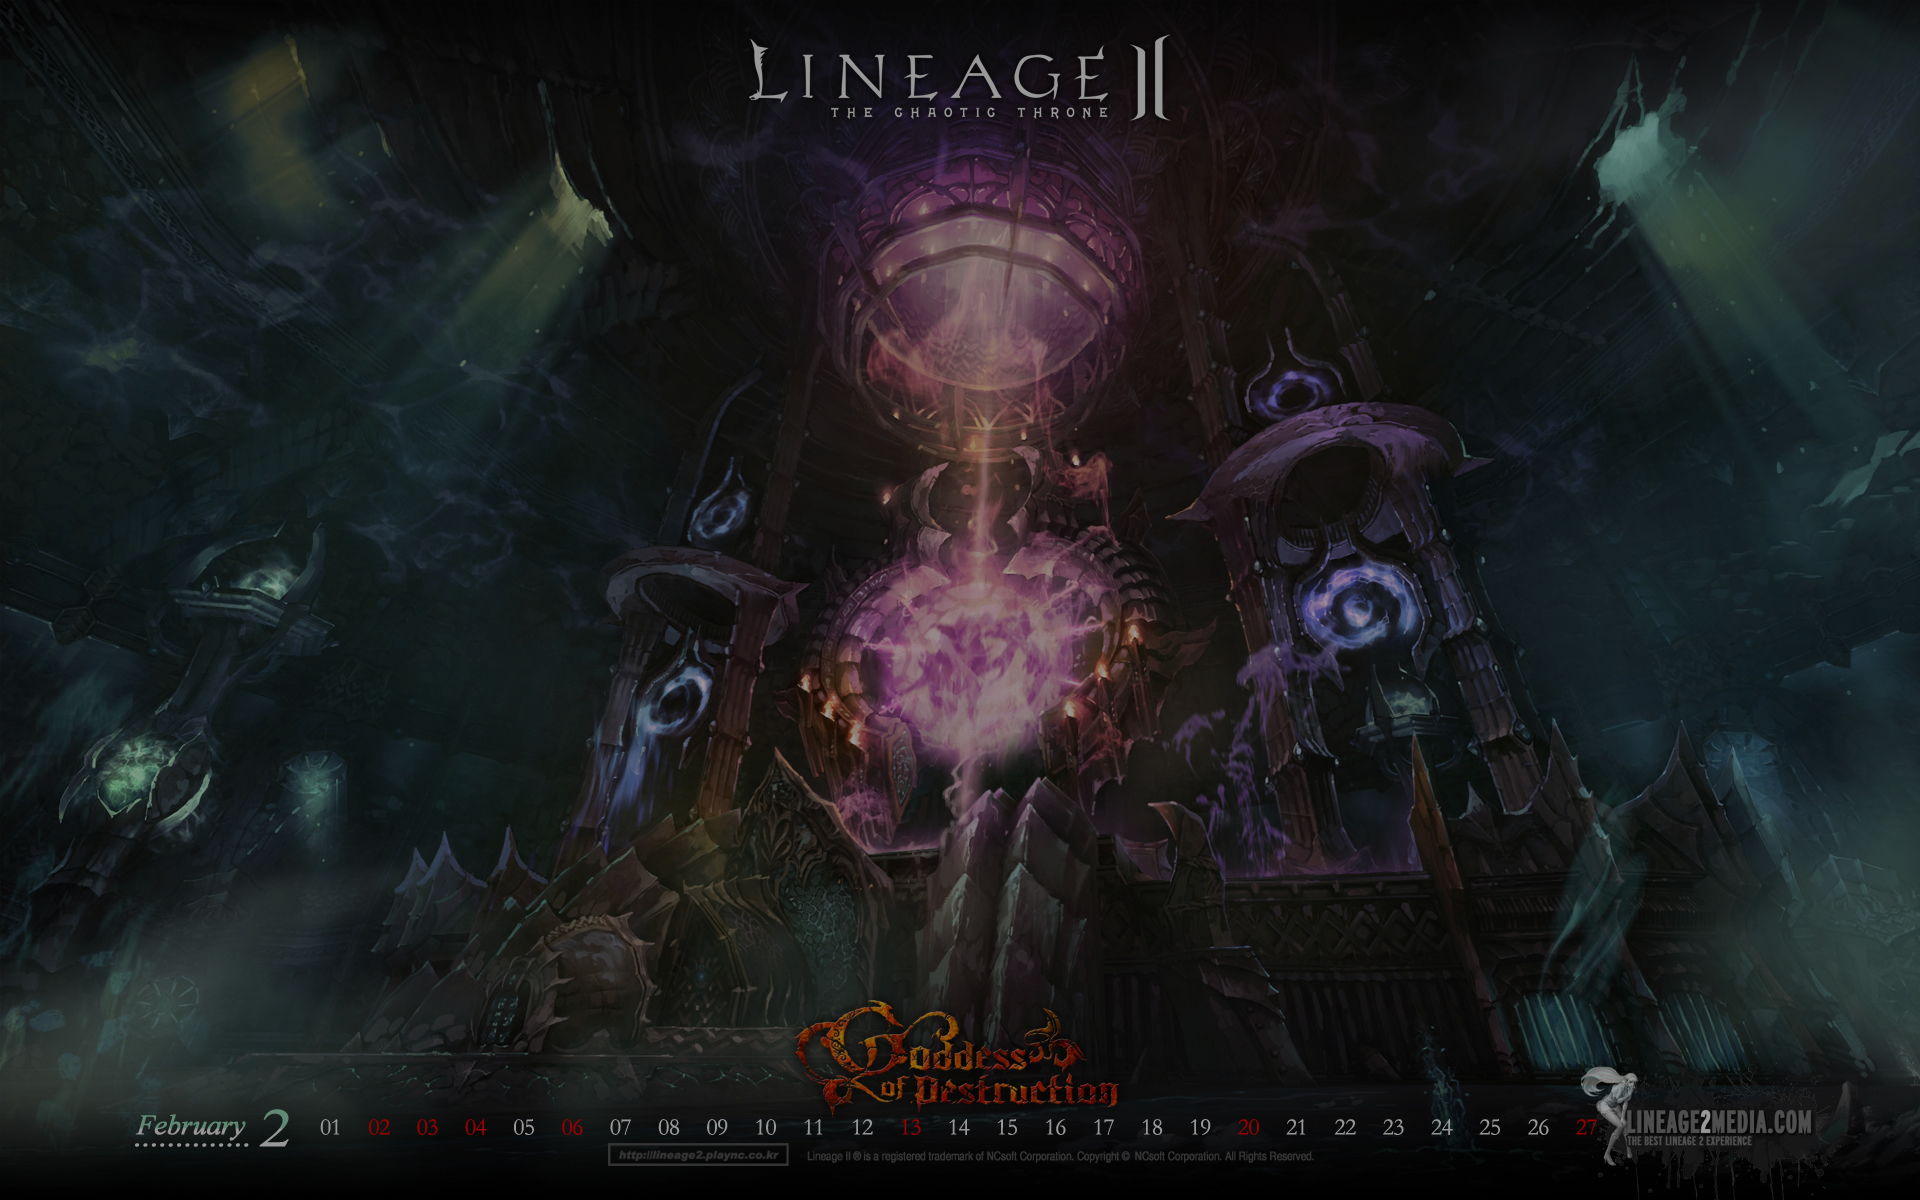 LINEAGE II
THE CHAOTIC THRONE
Goddess
of Destruction
February 2 01 02 03 04 05 06 07 08 09 10 11 12 13 14 15 16 17 18 19 20 21 22 23 24 25 26 27
LINEAGE2MEDIA.COM
THE BEST LINEAGE 2 EXPERIENCE
http://lineage2.plaync.co.kr
Lineage II ® is a registered trademark of NCsoft Corporation. Copyright © NCsoft Corporation. All Rights Reserved.